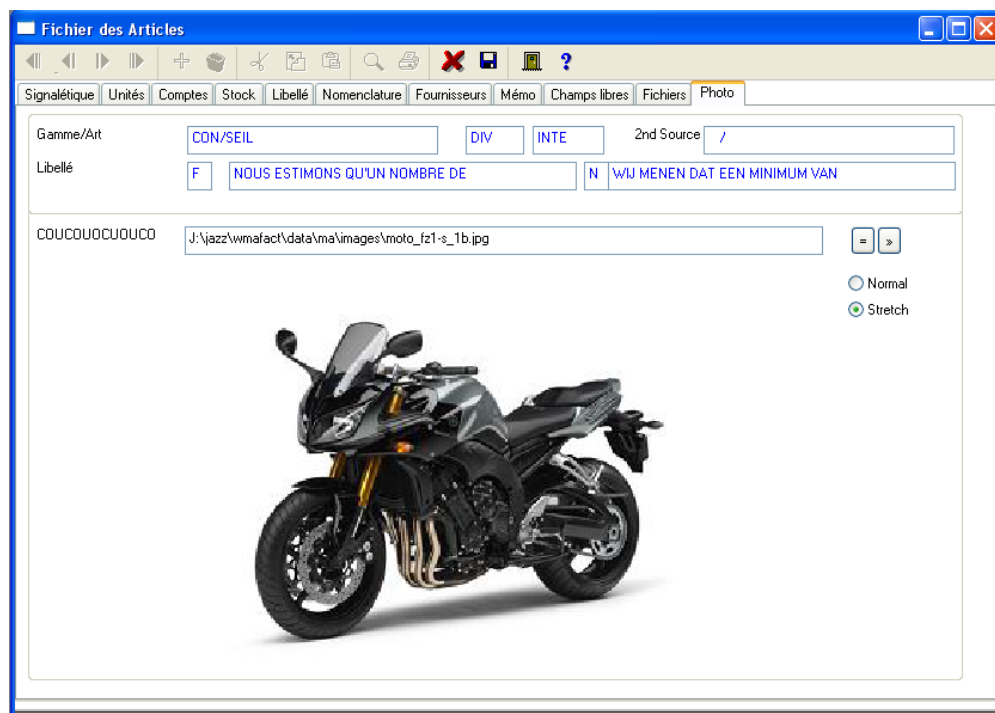 Fichier des Articles
?
Signalétique Unités Comptes Stock Libellé Nomenclature Fournisseurs Mémo Champs libres Fichiers Photo
Gamme/Art CON/SEIL DIV INTE 2nd Source /
Libellé F NOUS ESTIMONS QU'UN NOMBRE DE N WIJ MENEN DAT EEN MINIMUM VAN
COUCOUOCUOUCO J:\jazz\wmafact\data\ma\images\moto_fz1-s_1b.jpg = »
Normal
Stretch